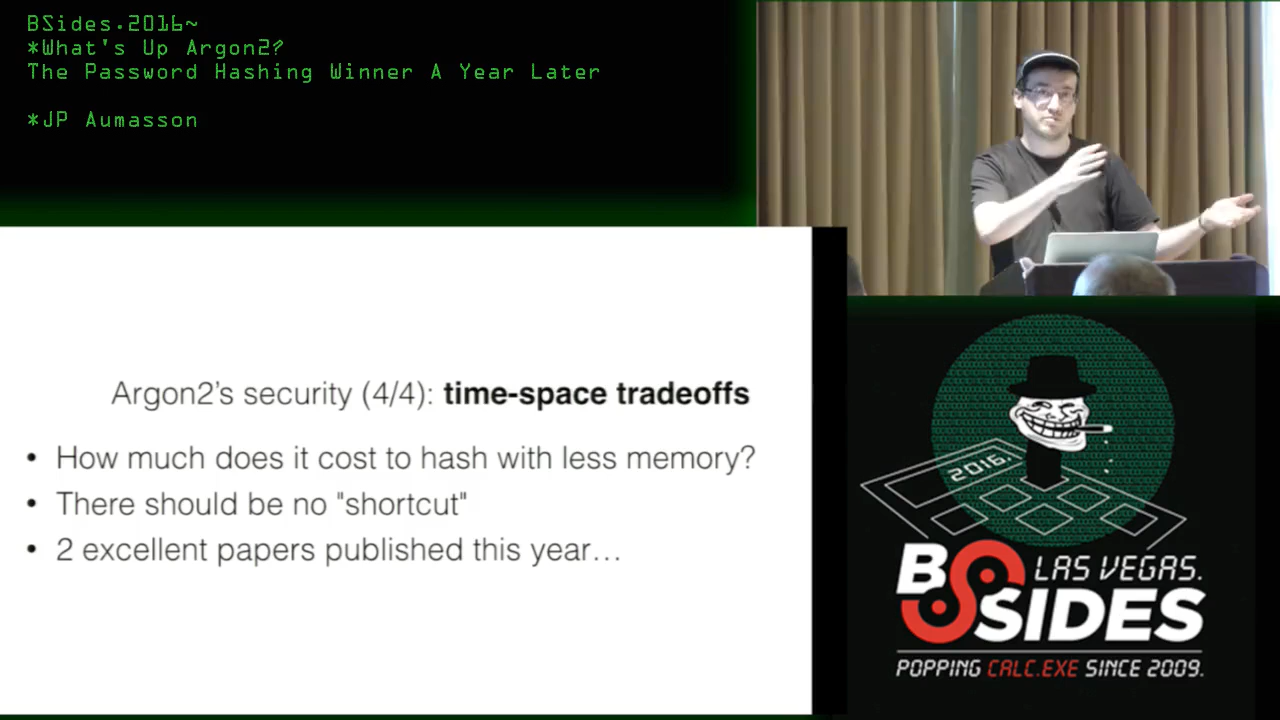 BSides.2016~
*What's Up Argon2?
The Password Hashing Winner A Year Later
*JP Aumasson
Argon2's security (4/4): time-space tradeoffs
• How much does it cost to hash with less memory?
• There should be no "shortcut"
• 2 excellent papers published this year…
2016.
BSIDES
LAS VEGAS.
POPPING CALC.EXE SINCE 2009.